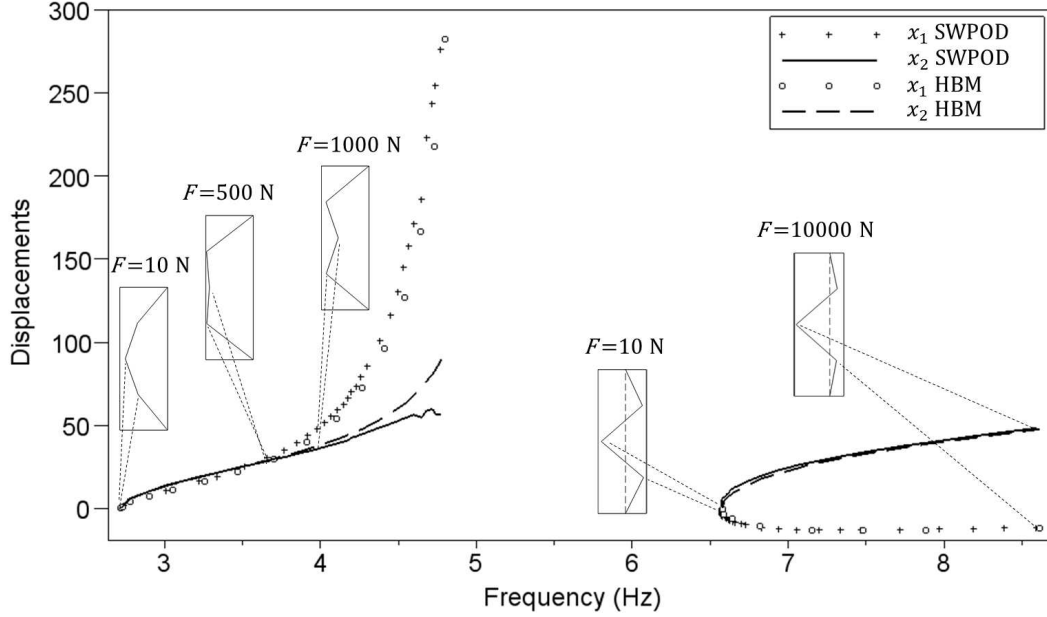 300
250
200
150
100
50
0
Displacements
x₁ SWPOD
x₂ SWPOD
x₁ HBM
x₂ HBM
F=1000 N
F=500 N
F=10 N
F=10000 N
F=10 N
3 4 5 6 7 8
Frequency (Hz)